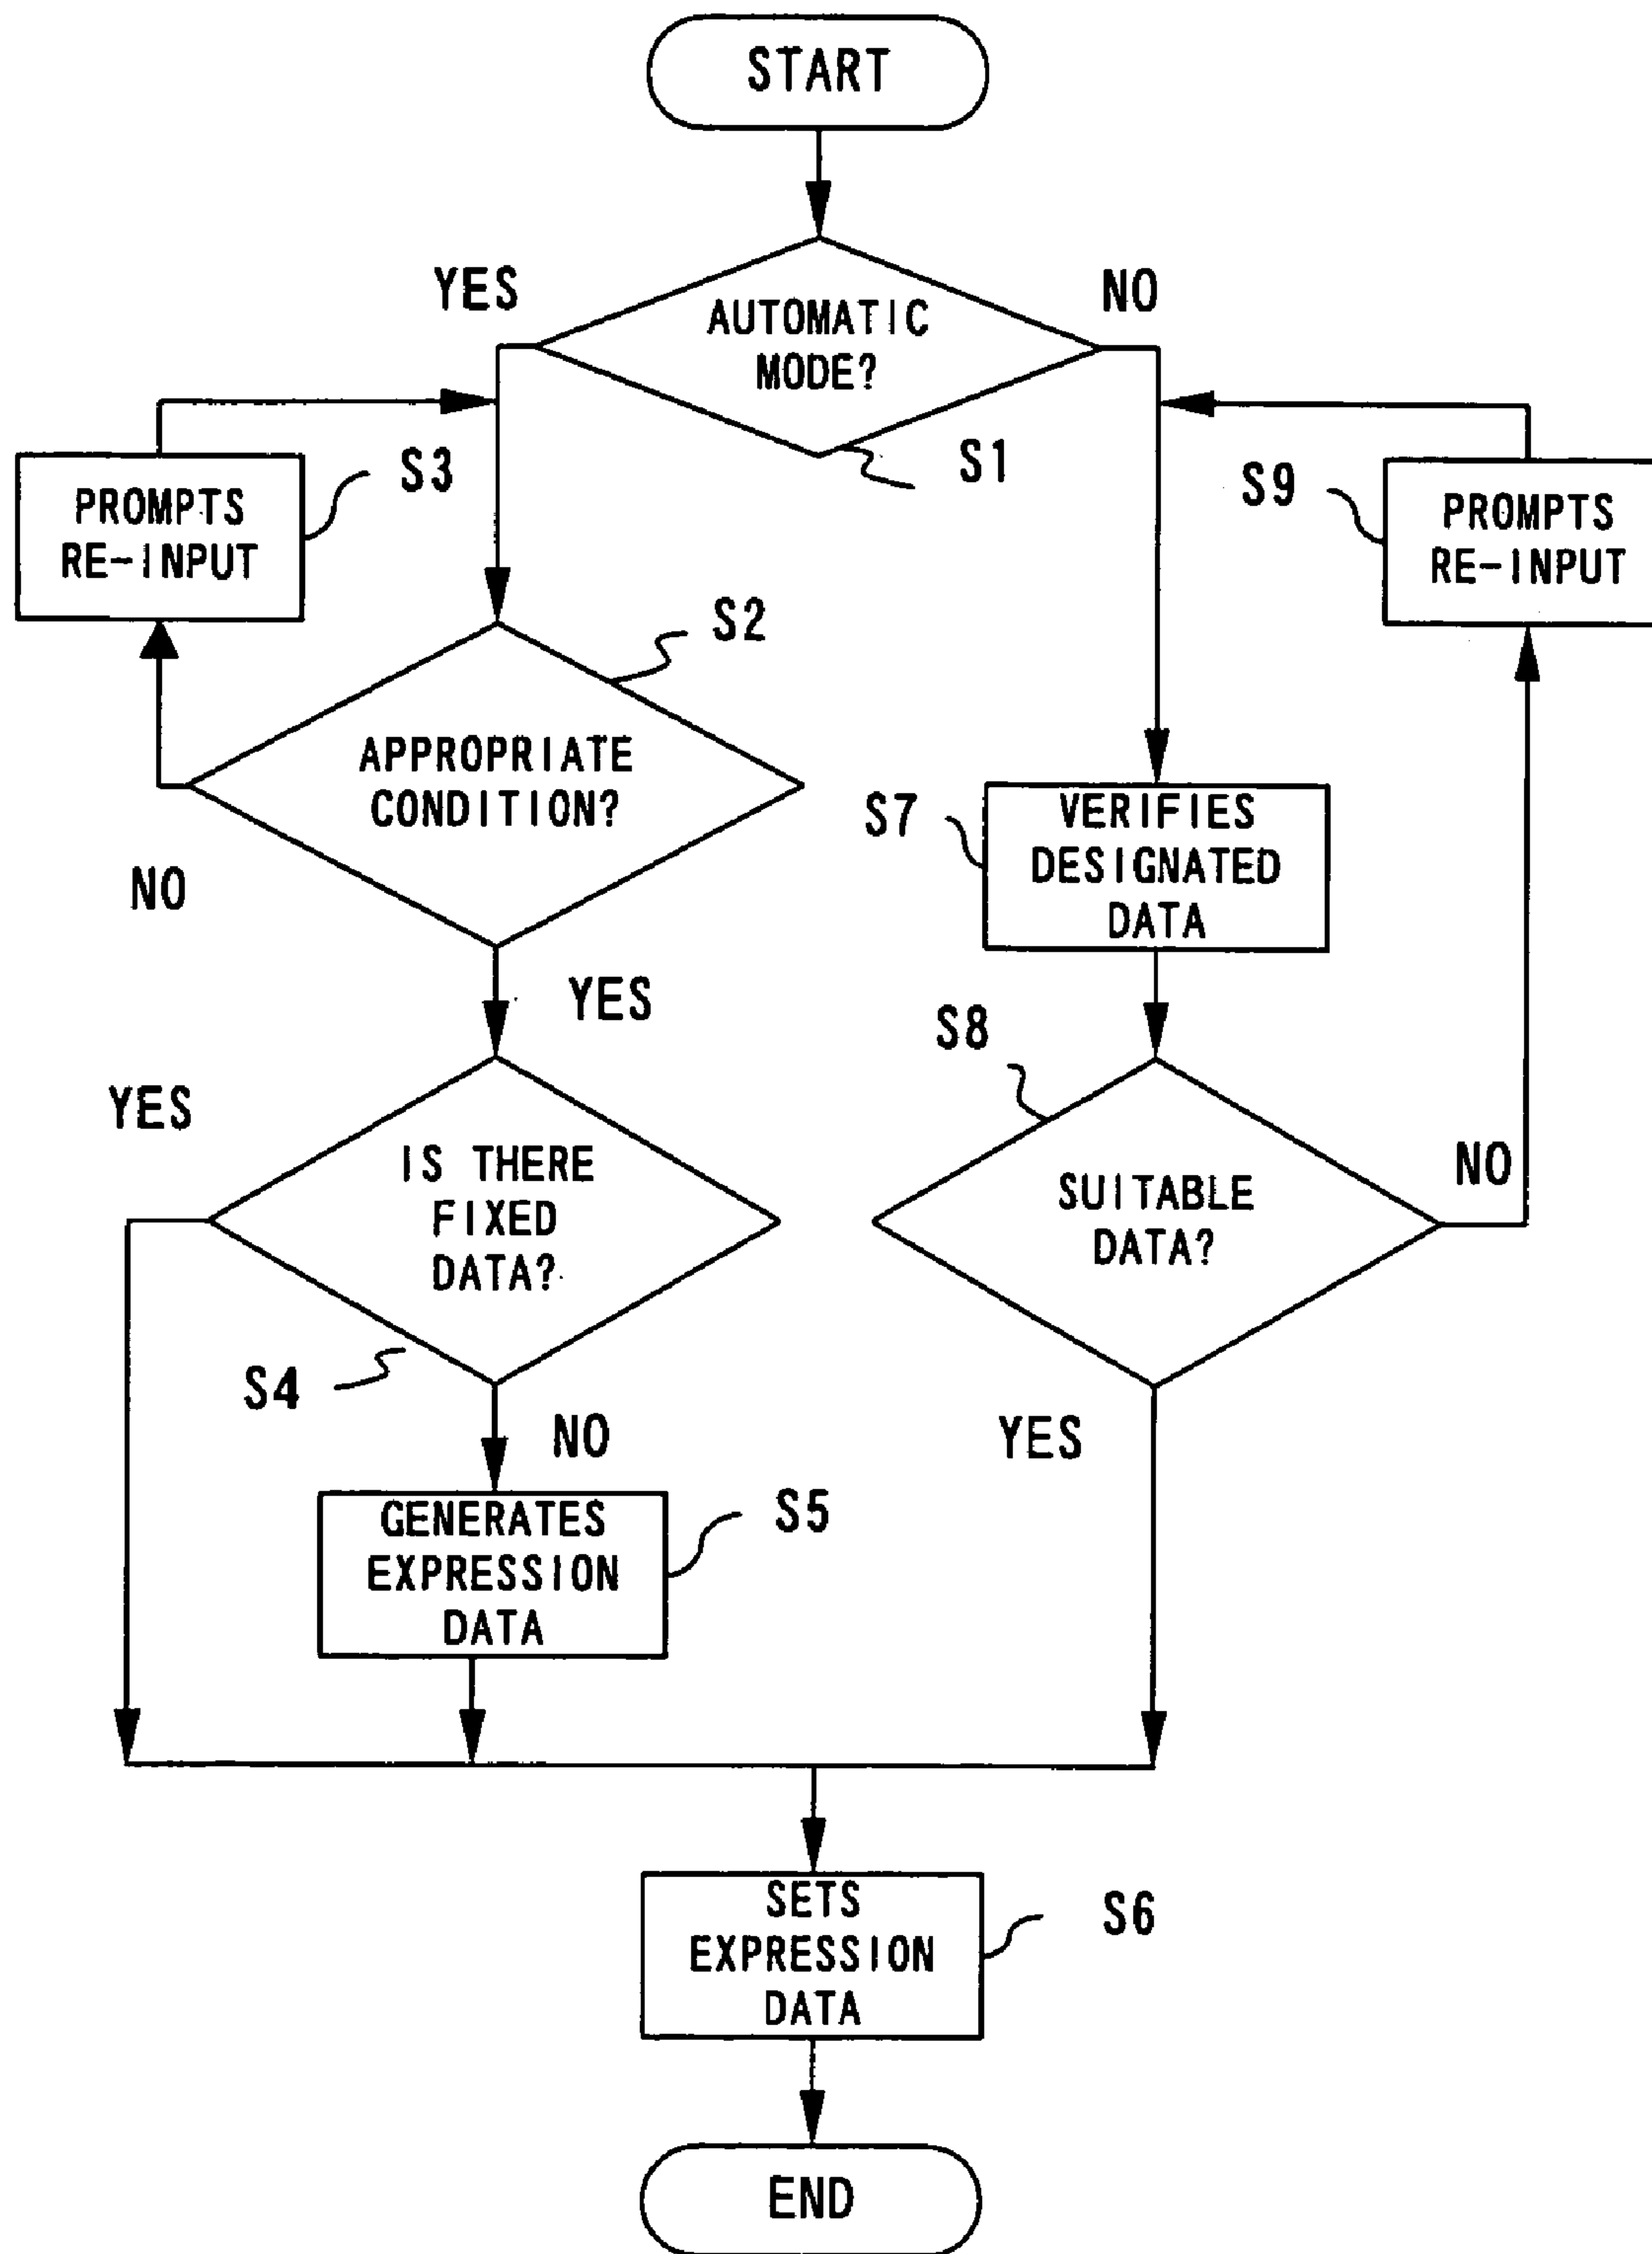 START
YES
NO
AUTOMATIC
MODE?
S1
S3
PROMPTS
RE-INPUT
S9
PROMPTS
RE-INPUT
S2
APPROPRIATE
CONDITION?
NO
YES
S7
VERIFIES
DESIGNATED
DATA
S8
YES
IS THERE
FIXED
DATA?
SUITABLE
DATA?
NO
S4
NO
YES
GENERATES
EXPRESSION
DATA
S5
SETS
EXPRESSION
DATA
S6
END